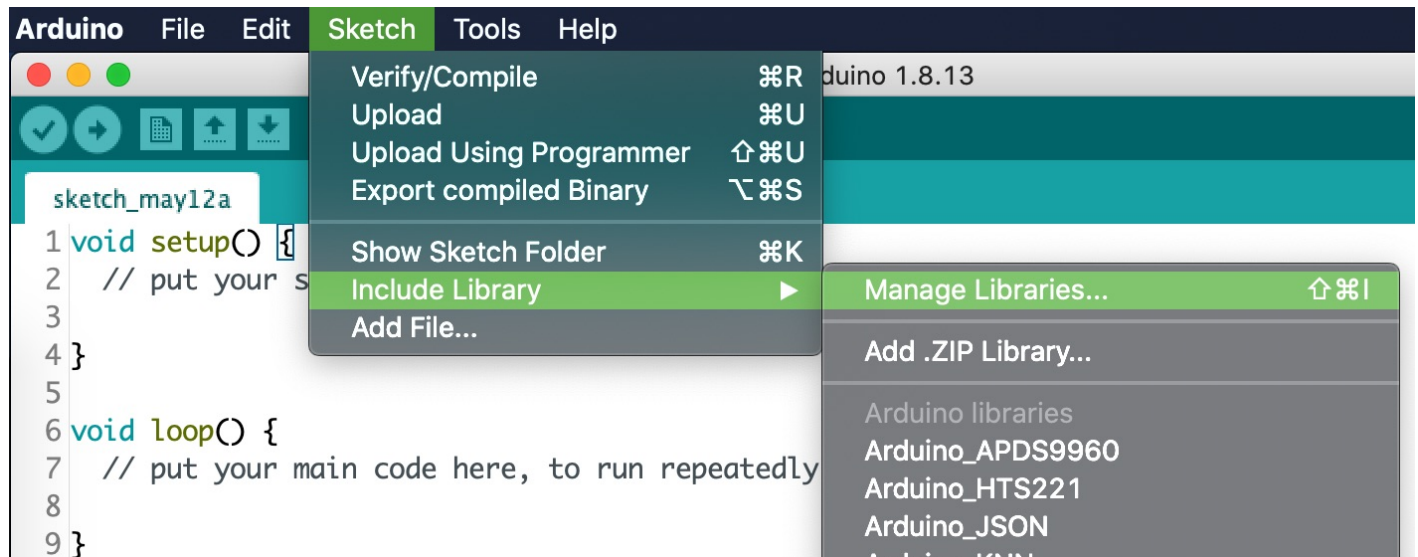 Arduino File Edit Sketch Tools Help
duino 1.8.13
Verify/Compile ⌘R
Upload ⌘U
Upload Using Programmer ⇧⌘U
Export compiled Binary ⌥⌘S
Show Sketch Folder ⌘K
Include Library ▶
Add File...
Manage Libraries... ⇧⌘I
Add .ZIP Library...
Arduino libraries
Arduino_APDS9960
Arduino_HTS221
Arduino_JSON
sketch_may12a
1 void setup() {
2 // put your s
3
4 }
5
6 void loop() {
7 // put your main code here, to run repeatedly
8
9 }